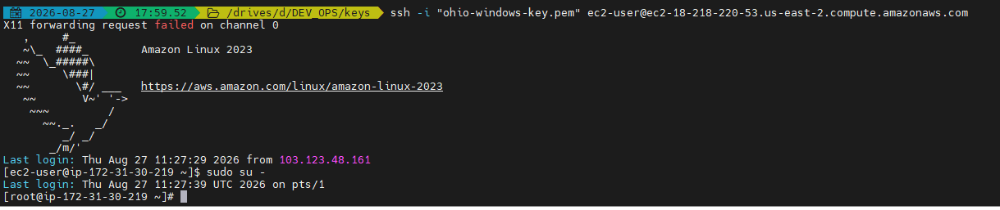 2026-08-27 17:59.52 /drives/d/DEV_OPS/keys ssh -i "ohio-windows-key.pem" ec2-user@ec2-18-218-220-53.us-east-2.compute.amazonaws.com
X11 forwarding request failed on channel 0
   ,     #_
   ~\_  ####_        Amazon Linux 2023
  ~~  \_#####\
  ~~     \###|
  ~~       \#/ ___   https://aws.amazon.com/linux/amazon-linux-2023
   ~~       V~' '->
    ~~~         /
      ~~._.   _/
         _/ _/
       _/m/'
Last login: Thu Aug 27 11:27:29 2026 from 103.123.48.161
[ec2-user@ip-172-31-30-219 ~]$ sudo su -
Last login: Thu Aug 27 11:27:39 UTC 2026 on pts/1
[root@ip-172-31-30-219 ~]#